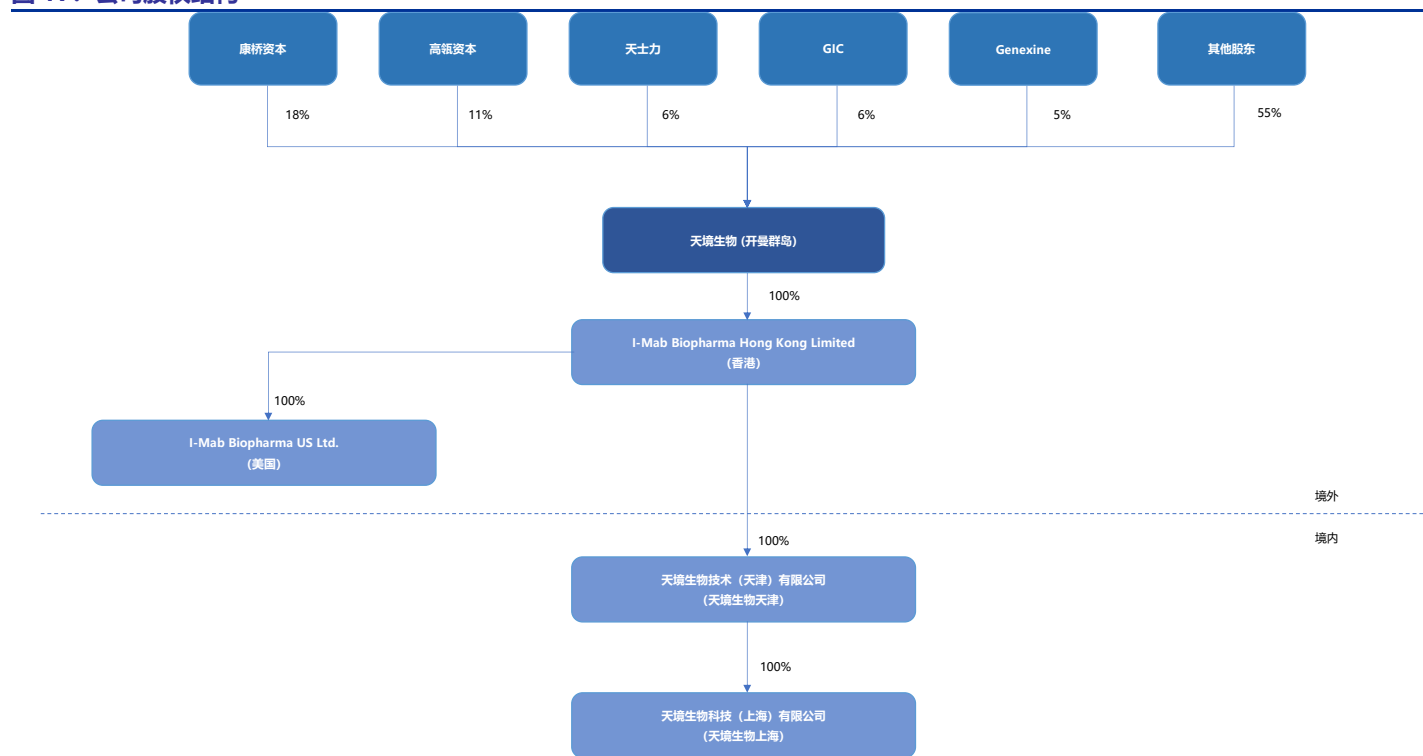 康桥资本
高瓴资本
天士力
GIC
Genexine
其他股东
18%
11%
6%
6%
5%
55%
天境生物 (开曼群岛)
100%
I-Mab Biopharma Hong Kong Limited
(香港)
100%
I-Mab Biopharma US Ltd.
(美国)
境外
境内
100%
天境生物技术（天津）有限公司
(天境生物天津)
100%
天境生物科技（上海）有限公司
(天境生物上海)